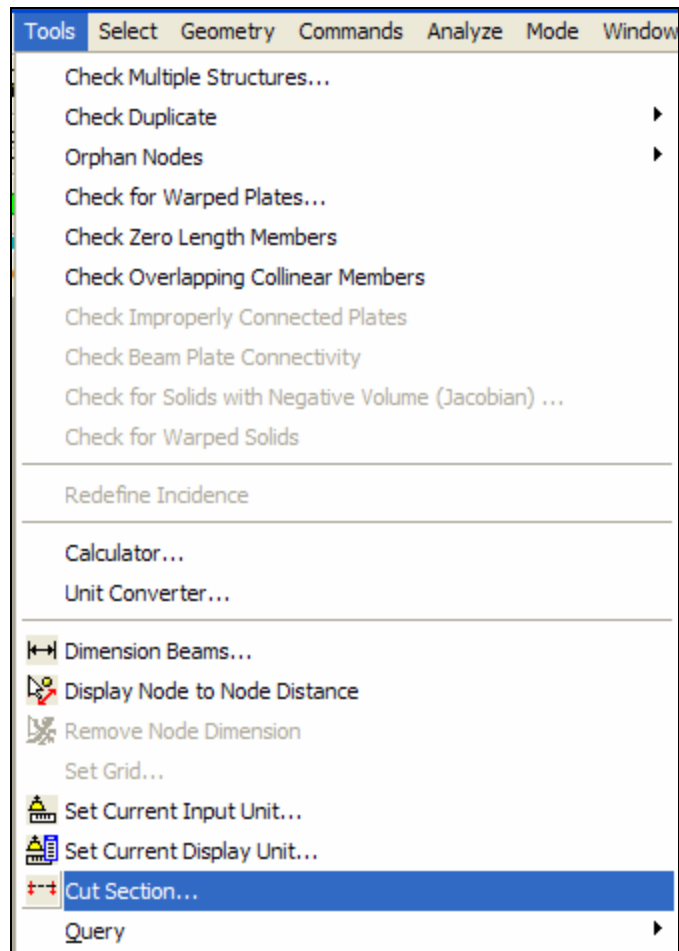 Tools Select Geometry Commands Analyze Mode Window
Check Multiple Structures...
Check Duplicate
Orphan Nodes
Check for Warped Plates...
Check Zero Length Members
Check Overlapping Collinear Members
Check Improperly Connected Plates
Check Beam Plate Connectivity
Check for Solids with Negative Volume (Jacobian) ...
Check for Warped Solids
Redefine Incidence
Calculator...
Unit Converter...
Dimension Beams...
Display Node to Node Distance
Remove Node Dimension
Set Grid...
Set Current Input Unit...
Set Current Display Unit...
Cut Section...
Query